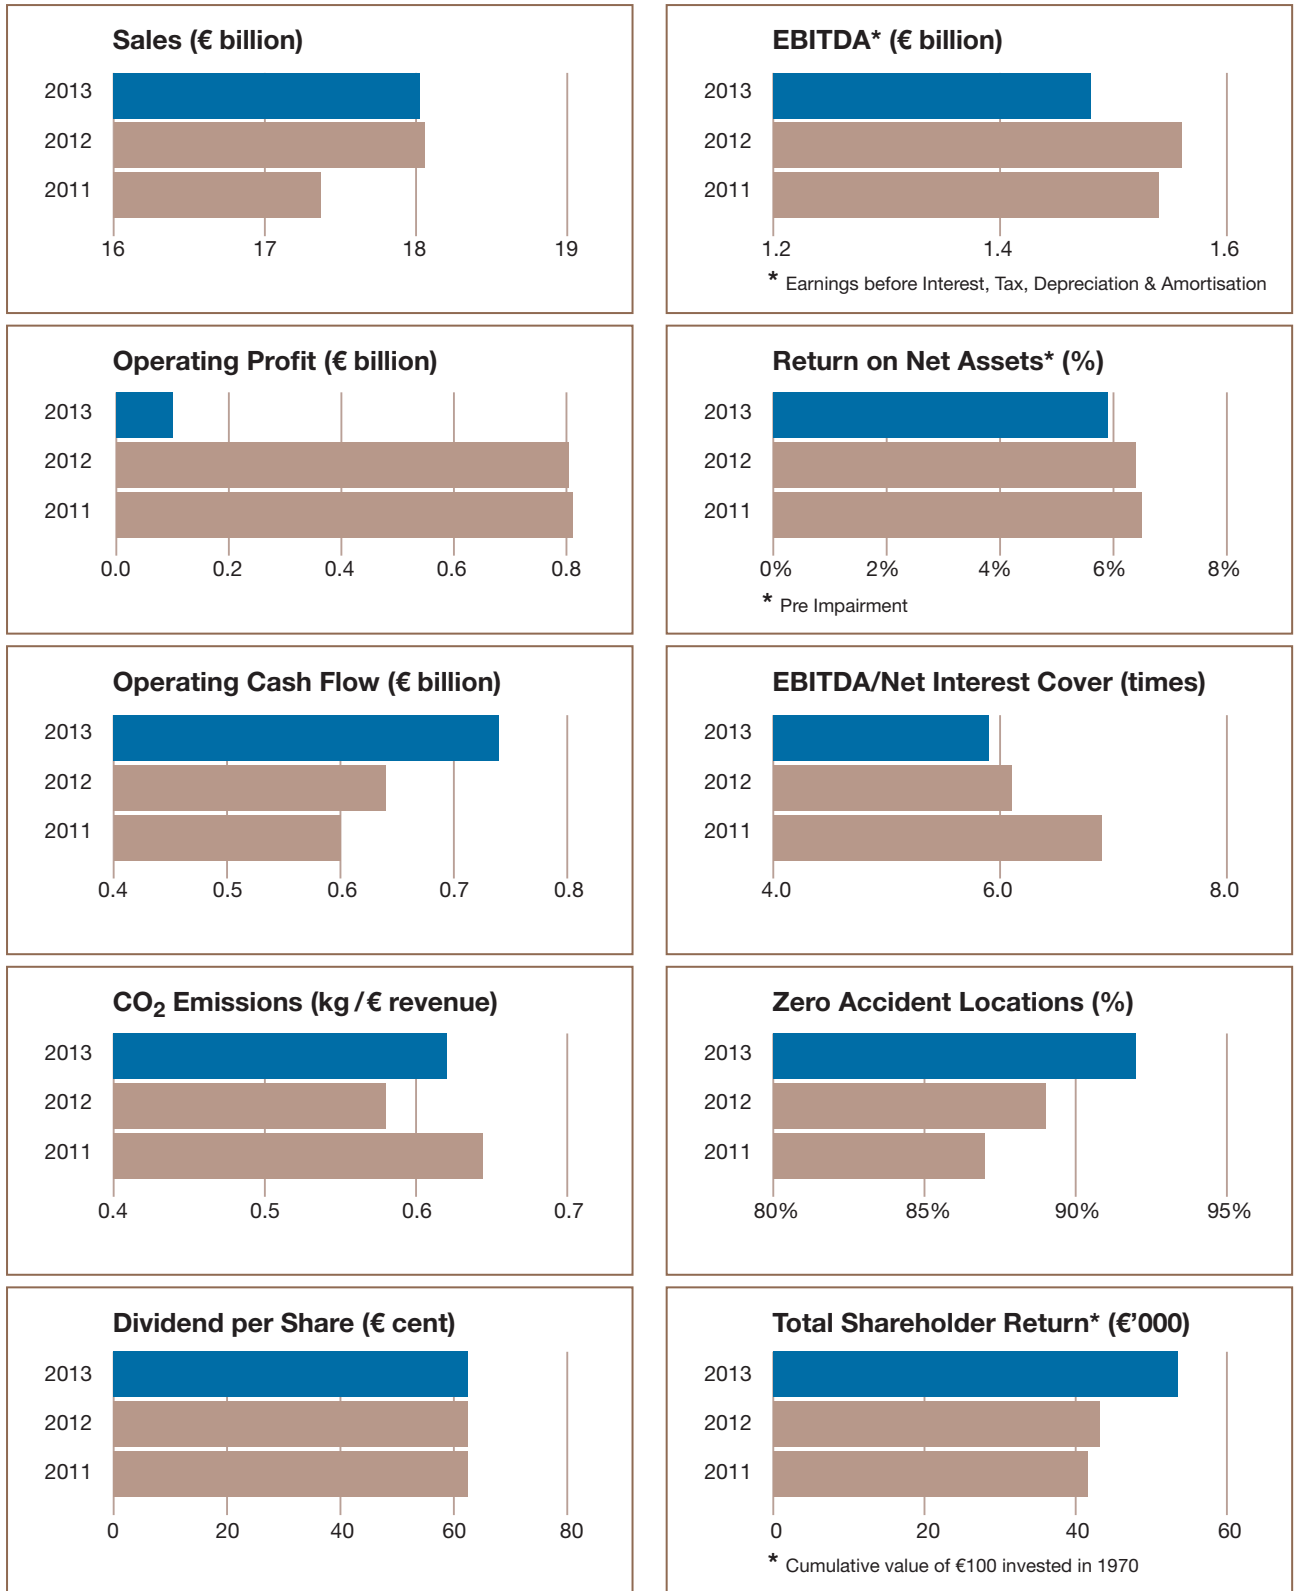 Sales (€ billion)
2013
2012
2011
16 17 18 19
EBITDA* (€ billion)
2013
2012
2011
1.2 1.4 1.6
* Earnings before Interest, Tax, Depreciation & Amortisation
Operating Profit (€ billion)
2013
2012
2011
0.0 0.2 0.4 0.6 0.8
Return on Net Assets* (%)
2013
2012
2011
0% 2% 4% 6% 8%
* Pre Impairment
Operating Cash Flow (€ billion)
2013
2012
2011
0.4 0.5 0.6 0.7 0.8
EBITDA/Net Interest Cover (times)
2013
2012
2011
4.0 6.0 8.0
CO₂ Emissions (kg/€ revenue)
2013
2012
2011
0.4 0.5 0.6 0.7
Zero Accident Locations (%)
2013
2012
2011
80% 85% 90% 95%
Dividend per Share (€ cent)
2013
2012
2011
0 20 40 60 80
Total Shareholder Return* (€’000)
2013
2012
2011
0 20 40 60
* Cumulative value of €100 invested in 1970